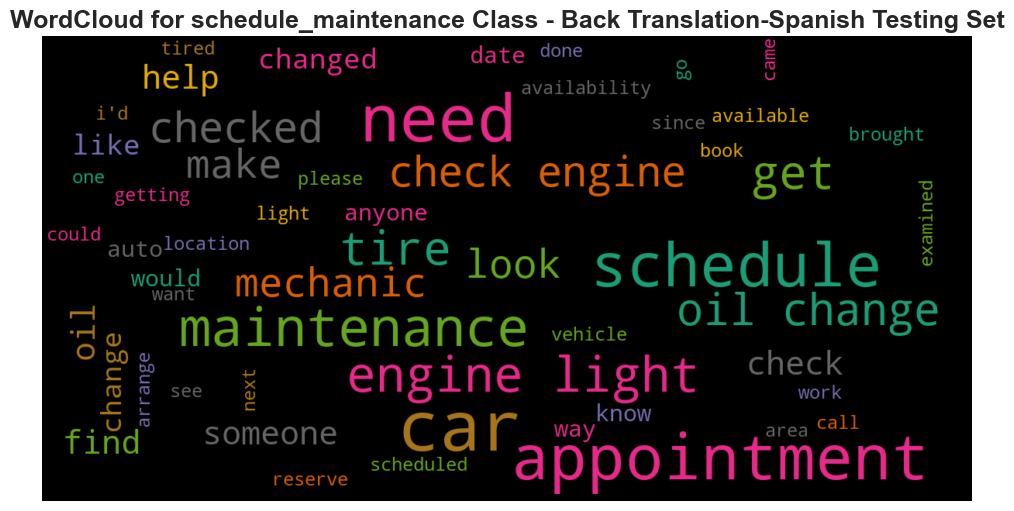 WordCloud for schedule_maintenance Class - Back Translation-Spanish Testing Set
tired
changed
date
done
go
came
help
availability
i'd
checked
need
since
available
brought
like
make
please
check engine
book
get
one
getting
light
anyone
examined
could
auto
location
tire
look
schedule
would
want
mechanic
oil change
oil
change
maintenance
vehicle
arrange
see
next
engine light
check
work
know
find
someone
car
way
area
call
scheduled
appointment
reserve